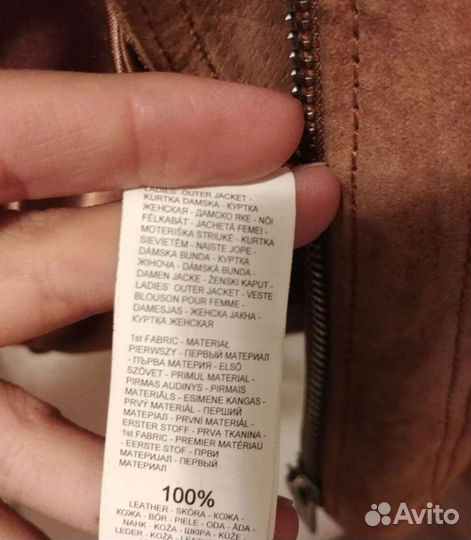 LADIES' OUTER JACKET -
KURTKA DAMSKA - КУРТКА
ЖЕНСКАЯ - ДАМСКО ЯКЕ - NŐI
FÉLKABÁT - JACHETĂ FEMEI -
MOTERIŠKA STRIUKĖ - KURTKA
SIEVIETĒM - NAISTE JOPE -
DÁMSKA BUNDA - КУРТКА
ЖІНОЧА - DÁMSKÁ BUNDA -
DAMEN JACKE - ŽENSKI KAPUT -
LADIES' OUTER JACKET - VESTE
BLOUSON POUR FEMME -
DAMESJAS - ЖЕНСКА ЈАКНА -
КУРТКА ЖЕНСКАЯ
1st FABRIC - MATERIAŁ
PIERWSZY - ПЕРВЫЙ МАТЕРИАЛ
- ПЪРВА МАТЕРИЯ - ELSŐ
SZÖVET - PRIMUL MATERIAL -
PIRMAS AUDINYS - PIRMAIS
MATERIĀLS - ESIMENE KANGAS -
PRVÝ MATERIÁL - ПЕРШИЙ
МАТЕРІАЛ - PRVNÍ MATERIÁL -
ERSTER STOFF - PRVA TKANINA -
1st FABRIC - PREMIER MATÉRIAU
- EERSTE STOF - ПРВИ
МАТЕРИЈАЛ - ПЕРВЫЙ
МАТЕРИАЛ
100%
LEATHER - SKÓRA - КОЖА -
КОЖА - BŐR - PIELE - ODA - ĀDA -
NAHK - KOŽA - ШКІРА - KŮŽE -
LEDER - KOŽA - LEATHER -
Avito